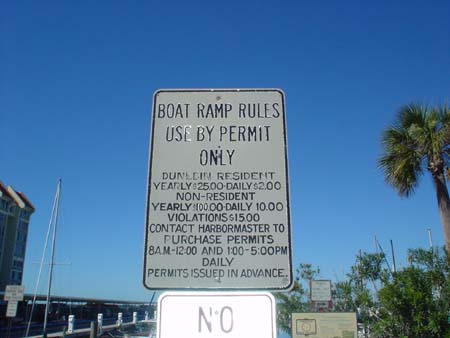 BOAT RAMP RULES
USE BY PERMIT
ONLY
DUNEDIN RESIDENT
YEARLY $25.00-DAILY $2.00
NON-RESIDENT
YEARLY $100.00-DAILY 10.00
VIOLATIONS $15.00
CONTACT HARBORMASTER TO
PURCHASE PERMITS
8A.M.-12:00 AND 1:00-5:00PM
DAILY
PERMITS ISSUED IN ADVANCE.
NO